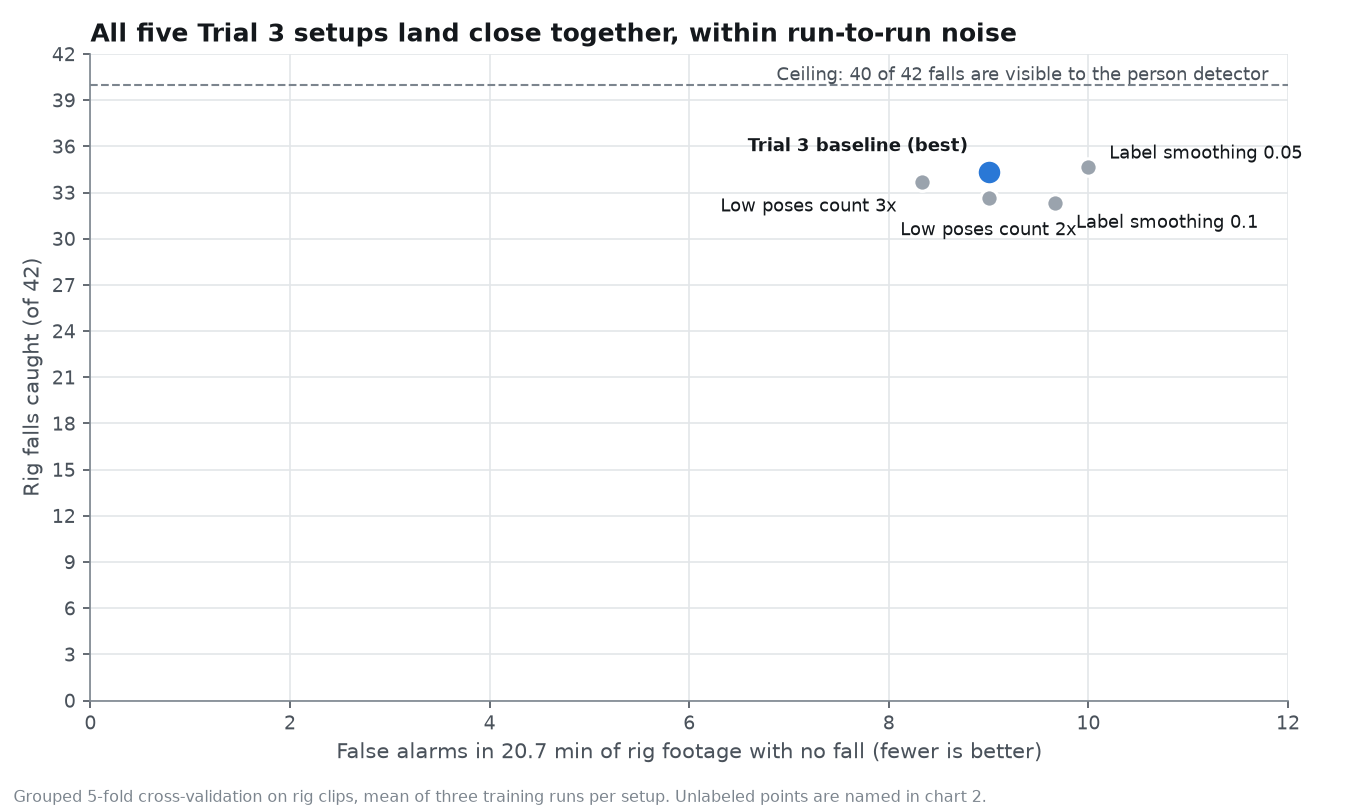 All five Trial 3 setups land close together, within run-to-run noise
42
39
36
33
30
27
24
21
18
15
12
9
6
3
0
Rig falls caught (of 42)
Ceiling: 40 of 42 falls are visible to the person detector
Trial 3 baseline (best)
Label smoothing 0.05
Low poses count 3x
Label smoothing 0.1
Low poses count 2x
0 2 4 6 8 10 12
False alarms in 20.7 min of rig footage with no fall (fewer is better)
Grouped 5-fold cross-validation on rig clips, mean of three training runs per setup. Unlabeled points are named in chart 2.